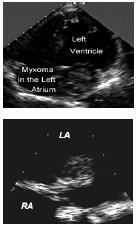 Left
Ventricle
Myxoma
in the Left
Atrium
LA
RA